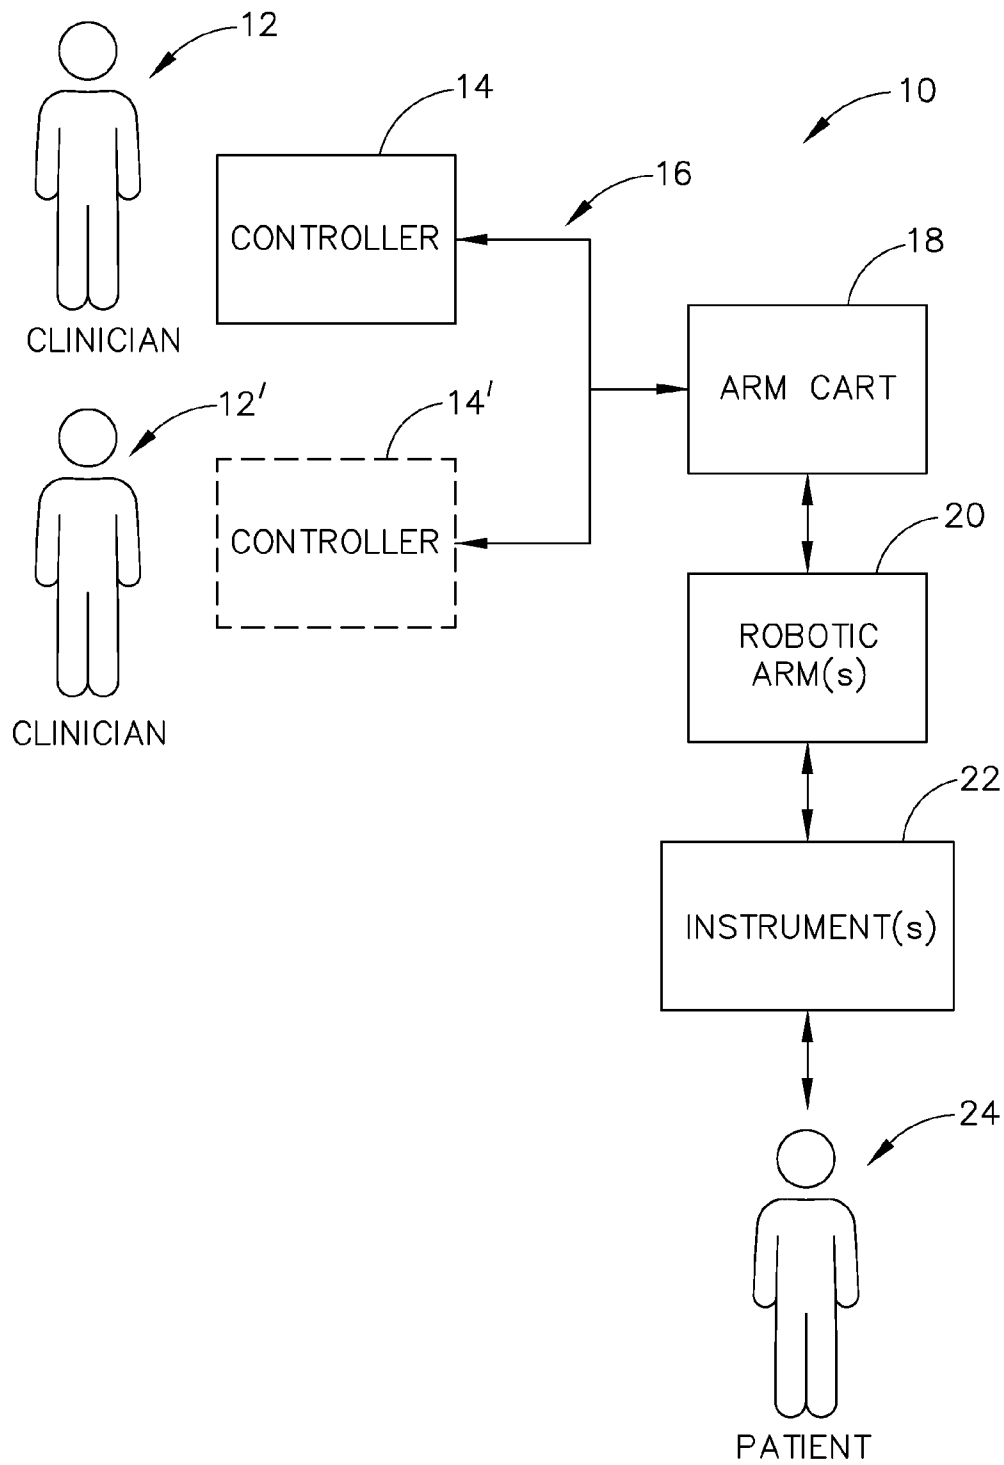 12
14
10
16
CONTROLLER
18
CLINICIAN
ARM CART
12'
14'
CONTROLLER
20
ROBOTIC
ARM(s)
CLINICIAN
22
INSTRUMENT(s)
24
PATIENT